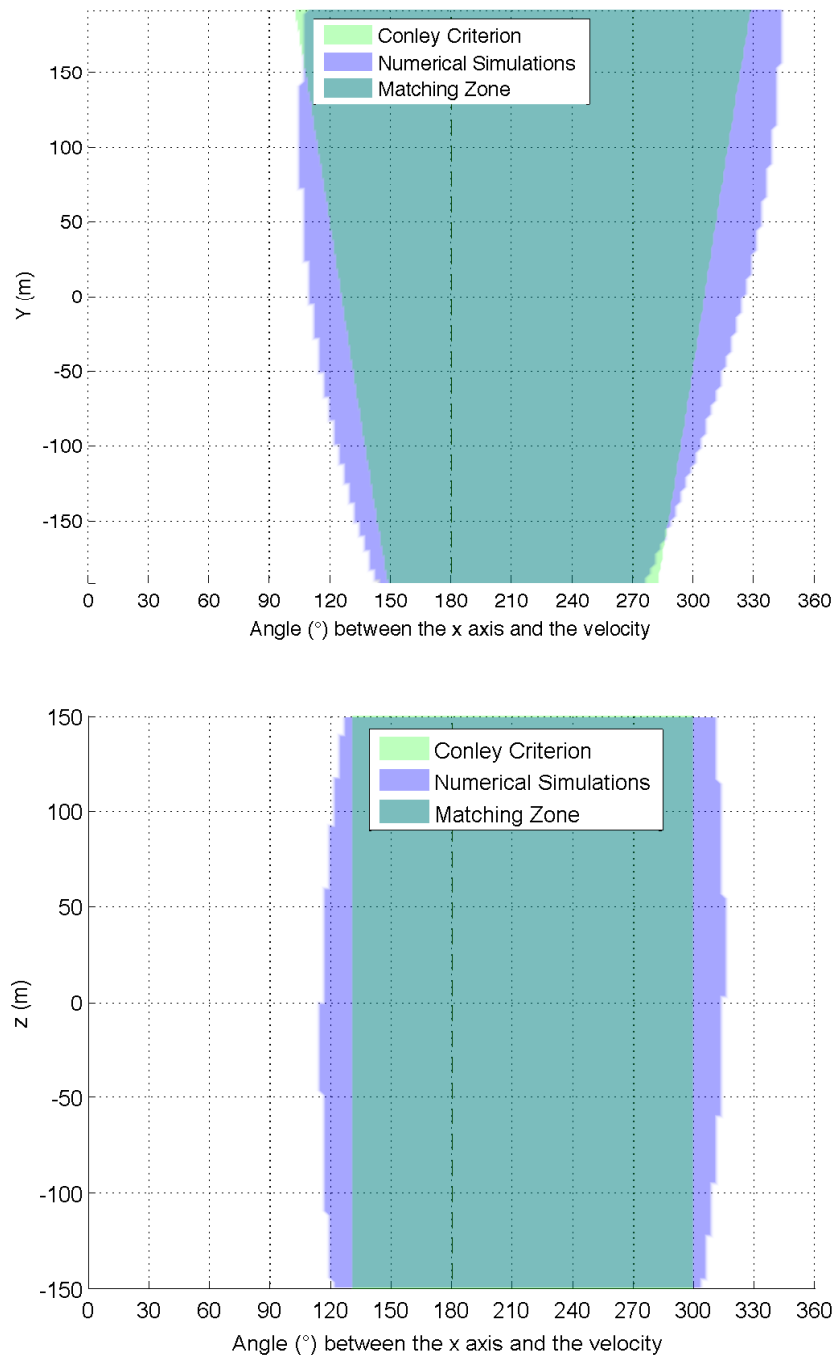 Conley Criterion
Numerical Simulations
Matching Zone
150
100
50
0
-50
-100
-150
Y (m)
0 30 60 90 120 150 180 210 240 270 300 330 360
Angle (°) between the x axis and the velocity
Conley Criterion
Numerical Simulations
Matching Zone
150
100
50
0
-50
-100
-150
z (m)
0 30 60 90 120 150 180 210 240 270 300 330 360
Angle (°) between the x axis and the velocity